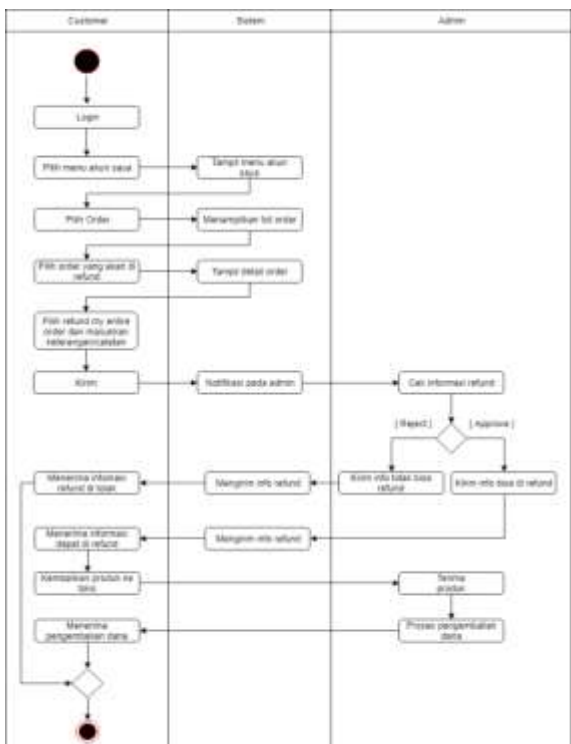 Customer
Sistem
Admin
Login
Pilih menu akun saya
Tampil menu akun
saya
Pilih Order
Menampilkan list order
Pilih order yang akan di
refund
Tampil detail order
Pilih refund my entire
order dan masukkan
keterangan/catatan
Kirim
Notifikasi pada admin
Cek informasi refund
[ Reject ]
[ Approve ]
Menerima informasi
refund di tolak
Mengirim info refund
Kirim info tidak bisa
refund
Kirim info bisa di refund
Menerima informasi
dapat di refund
Mengirim info refund
Kembalikan produk ke
toko
Terima
produk
Menerima
pengembalian dana
Proses pengembalian
dana